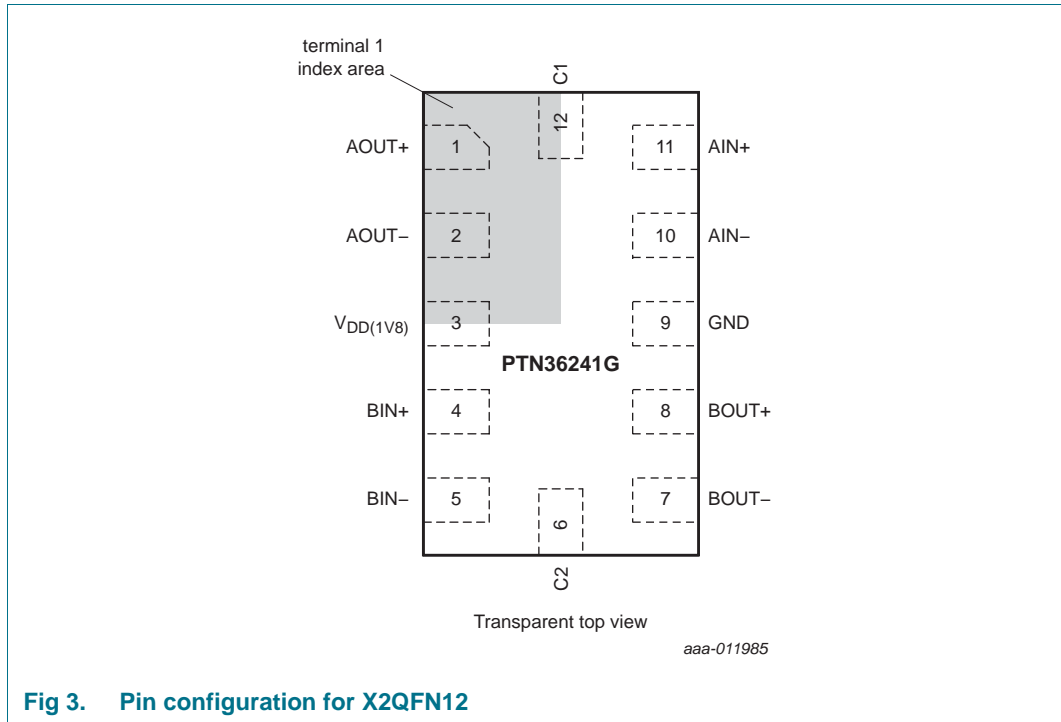 terminal 1
index area
C1
12
AOUT+ 1 11 AIN+
AOUT− 2 10 AIN−
VDD(1V8) 3 9 GND
PTN36241G
BIN+ 4 8 BOUT+
BIN− 5 7 BOUT−
6
C2
Transparent top view
aaa-011985
Fig 3. Pin configuration for X2QFN12